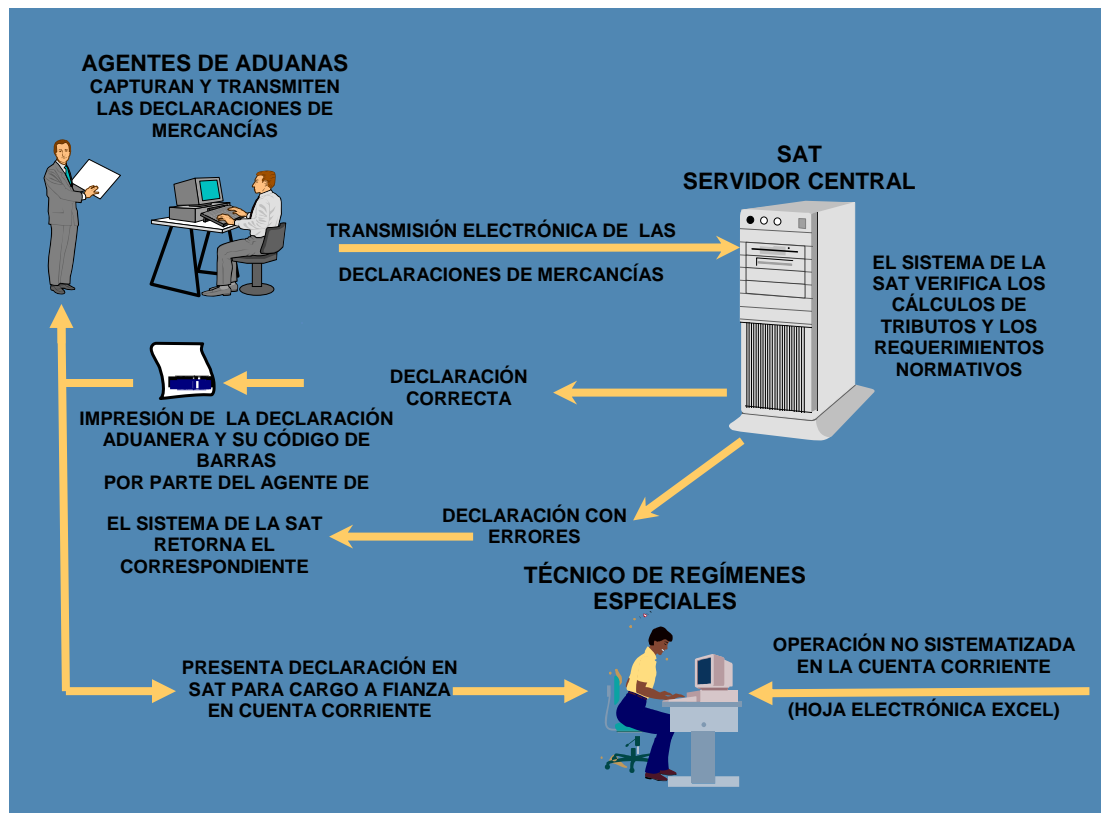 AGENTES DE ADUANAS
CAPTURAN Y TRANSMITEN
LAS DECLARACIONES DE
MERCANCÍAS
SAT
SERVIDOR CENTRAL
TRANSMISIÓN ELECTRÓNICA DE LAS
DECLARACIONES DE MERCANCÍAS
EL SISTEMA DE LA
SAT VERIFICA LOS
CÁLCULOS DE
TRIBUTOS Y LOS
REQUERIMIENTOS
NORMATIVOS
DECLARACIÓN
CORRECTA
IMPRESIÓN DE LA DECLARACIÓN
ADUANERA Y SU CÓDIGO DE
BARRAS
POR PARTE DEL AGENTE DE
DECLARACIÓN CON
ERRORES
EL SISTEMA DE LA SAT
RETORNA EL
CORRESPONDIENTE
TÉCNICO DE REGÍMENES
ESPECIALES
PRESENTA DECLARACIÓN EN
SAT PARA CARGO A FIANZA
EN CUENTA CORRIENTE
OPERACIÓN NO SISTEMATIZADA
EN LA CUENTA CORRIENTE
(HOJA ELECTRÓNICA EXCEL)